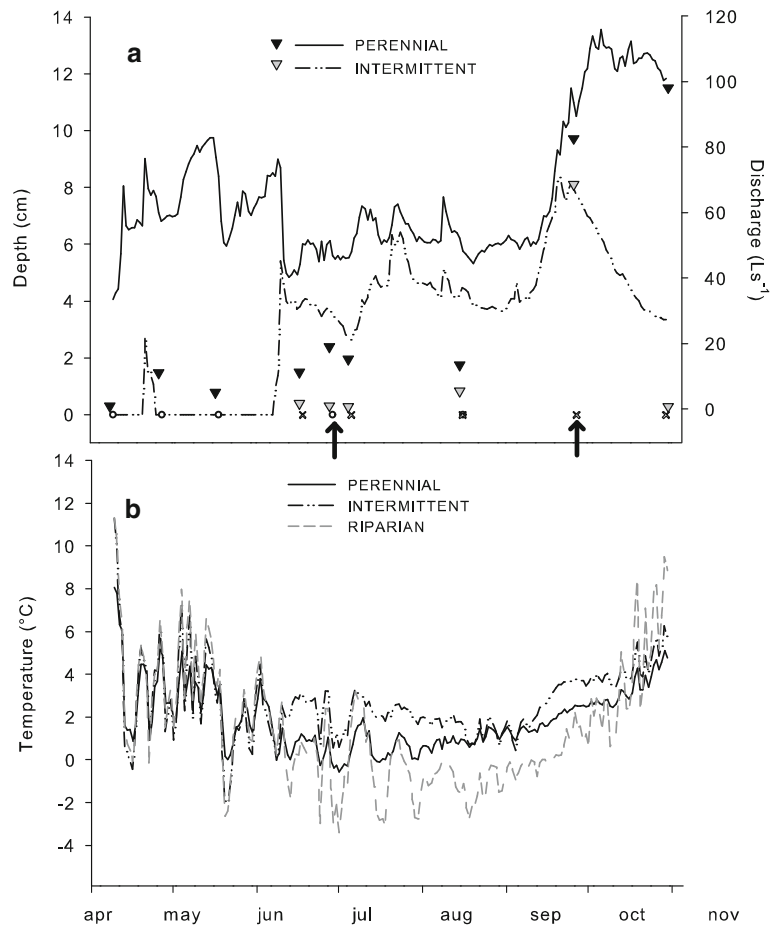 a
PERENNIAL
INTERMITTENT
14
12
10
8
6
4
2
0
Depth (cm)
120
100
80
60
40
20
0
Discharge (Ls-1)
b
PERENNIAL
INTERMITTENT
RIPARIAN
14
12
10
8
6
4
2
0
-2
-4
Temperature (°C)
apr may jun jul aug sep oct nov